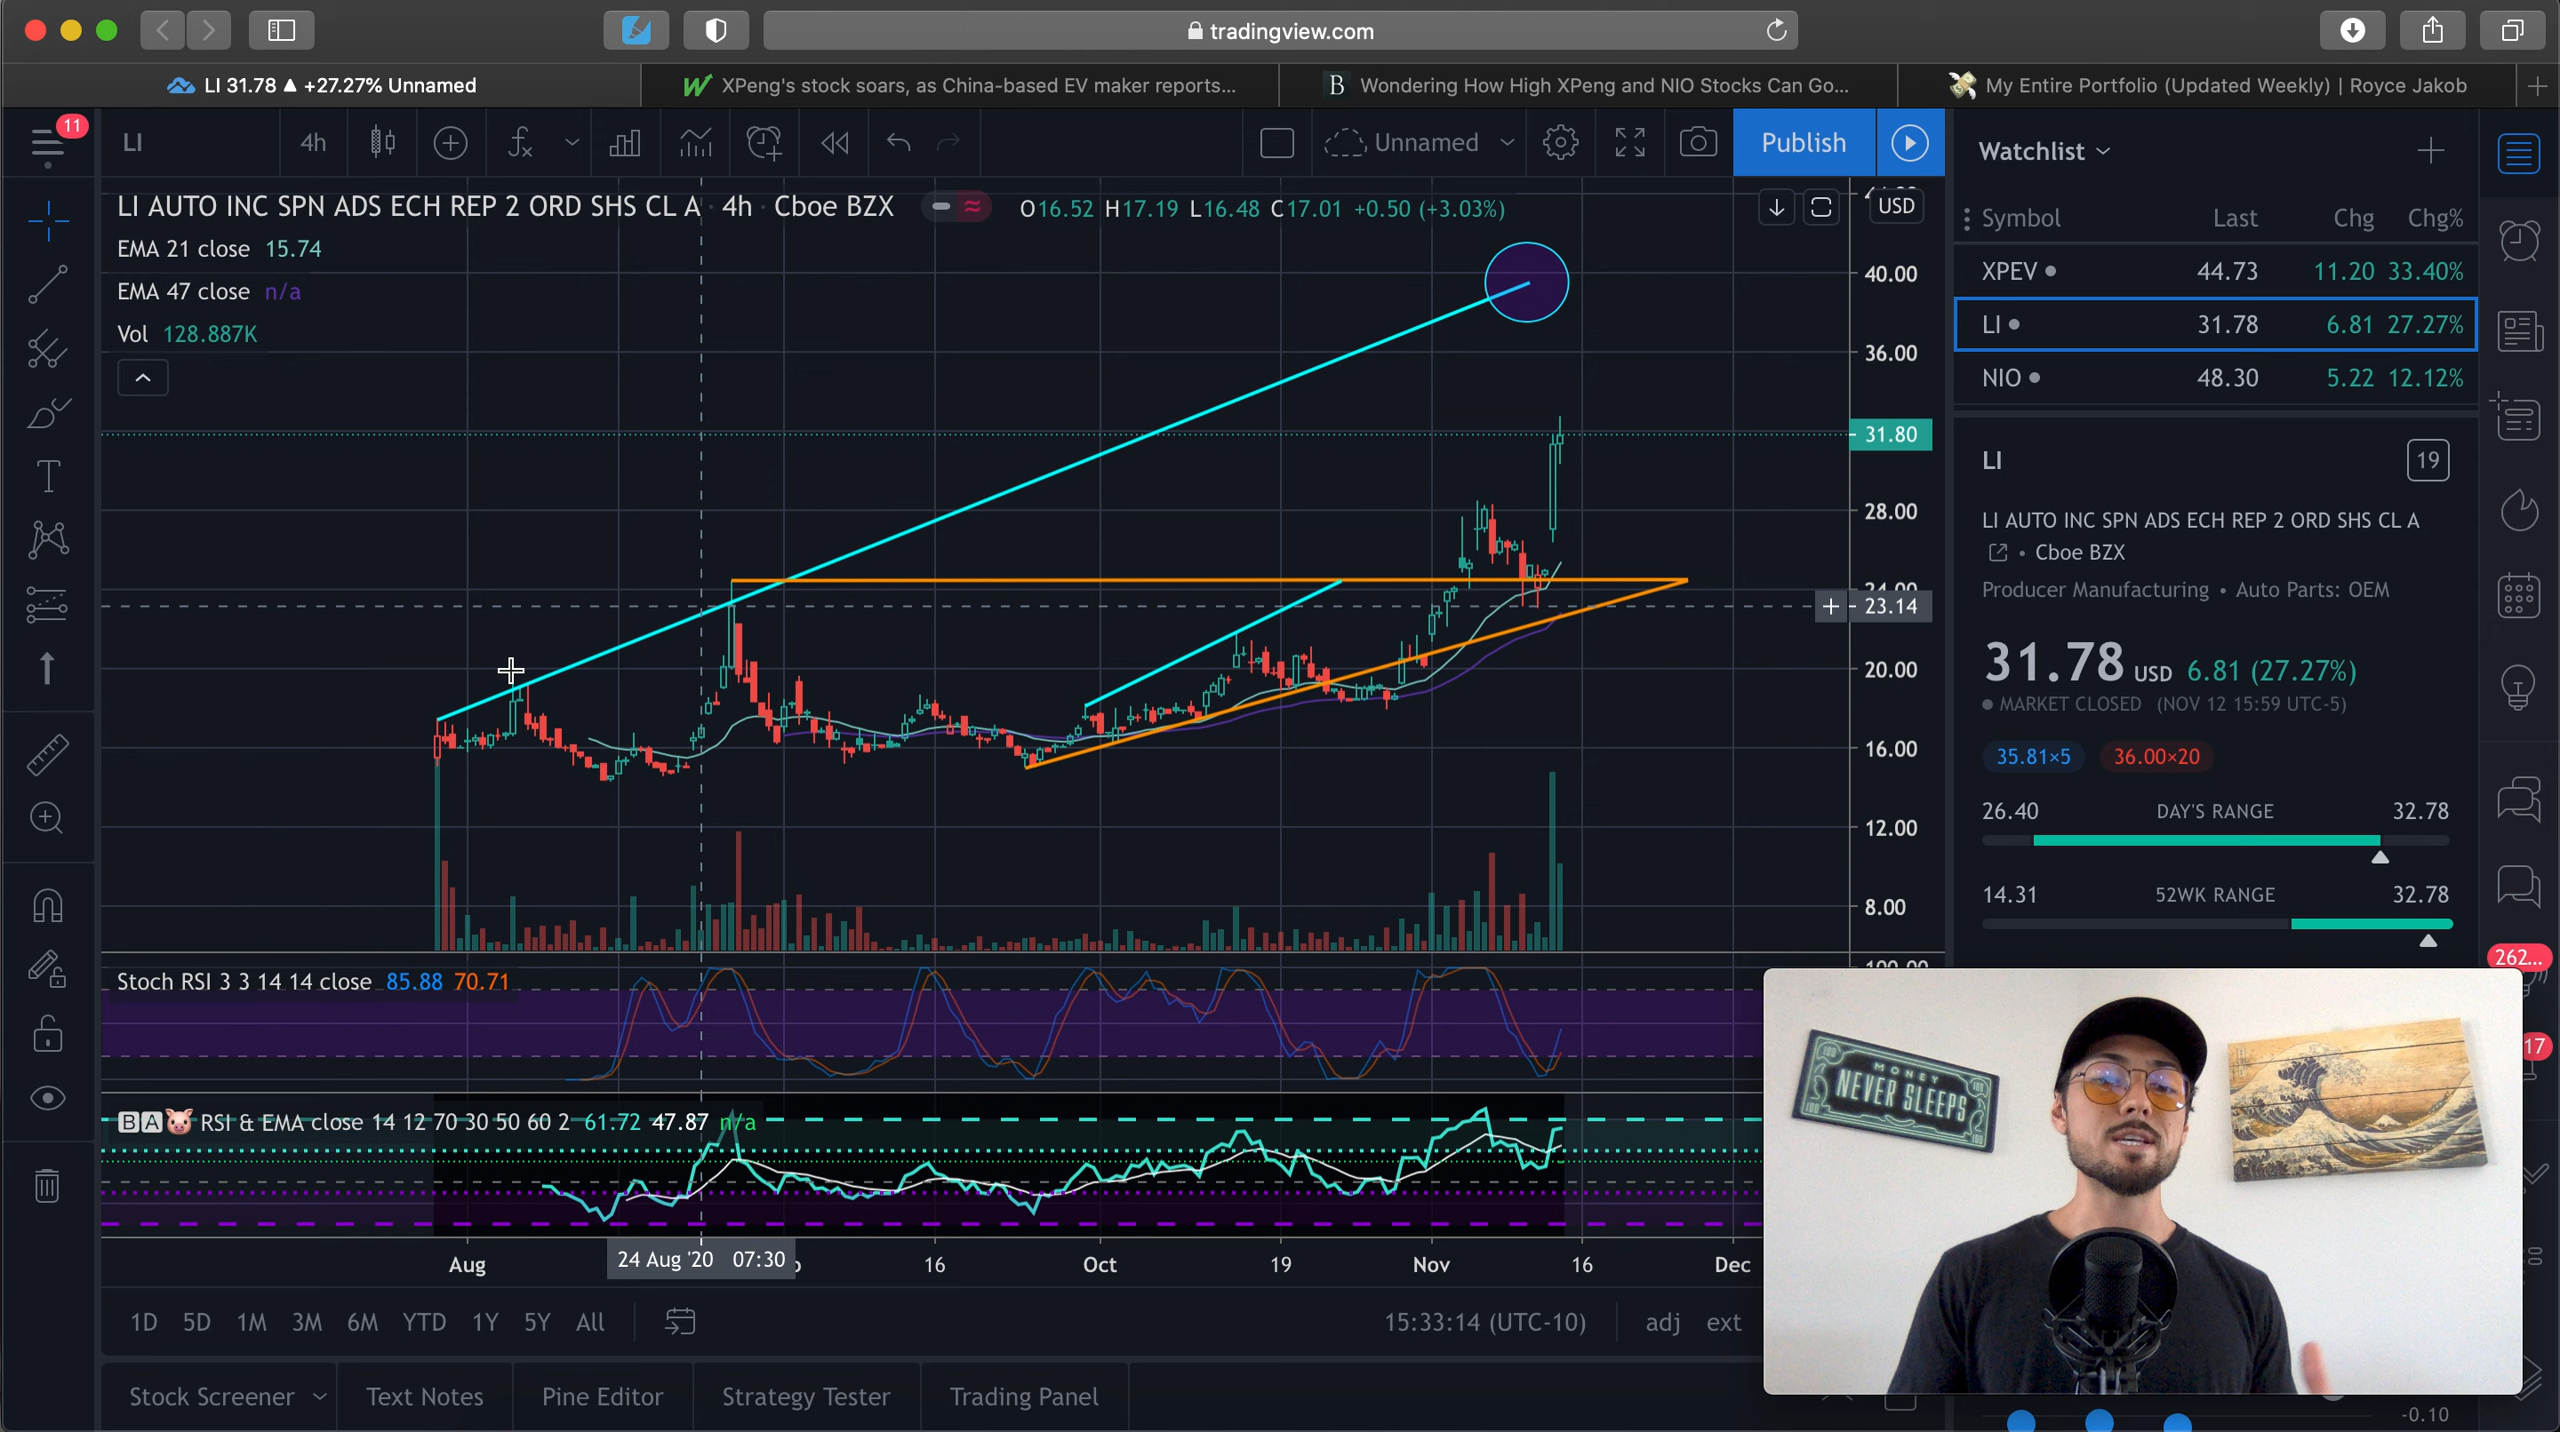 tradingview.com
LI 31.78 ▲ +27.27% Unnamed
XPeng's stock soars, as China-based EV maker reports...
B Wondering How High XPeng and NIO Stocks Can Go...
My Entire Portfolio (Updated Weekly) | Royce Jakob
11
LI
4h
Unnamed
Publish
LI AUTO INC SPN ADS ECH REP 2 ORD SHS CL A · 4h · Cboe BZX
O16.52 H17.19 L16.48 C17.01 +0.50 (+3.03%)
USD
EMA 21 close 15.74
EMA 47 close n/a
Vol 128.887K
40.00
36.00
31.80
28.00
24.00
23.14
20.00
16.00
12.00
8.00
Stoch RSI 3 3 14 14 close 85.88 70.71
100.00
BA🐷 RSI & EMA close 14 12 70 30 50 60 2 61.72 47.87 n/a
Aug
24 Aug '20 07:30
16
Oct
19
Nov
16
Dec
1D 5D 1M 3M 6M YTD 1Y 5Y All
15:33:14 (UTC-10)
adj ext
Stock Screener
Text Notes
Pine Editor
Strategy Tester
Trading Panel
Watchlist
Symbol Last Chg Chg%
XPEV 44.73 11.20 33.40%
LI 31.78 6.81 27.27%
NIO 48.30 5.22 12.12%
LI
19
LI AUTO INC SPN ADS ECH REP 2 ORD SHS CL A
• Cboe BZX
Producer Manufacturing • Auto Parts: OEM
31.78 USD 6.81 (27.27%)
MARKET CLOSED (NOV 12 15:59 UTC-5)
35.81×5 36.00×20
26.40 DAY'S RANGE 32.78
14.31 52WK RANGE 32.78
262...
17
MONEY
NEVER SLEEPS
100
-0.10